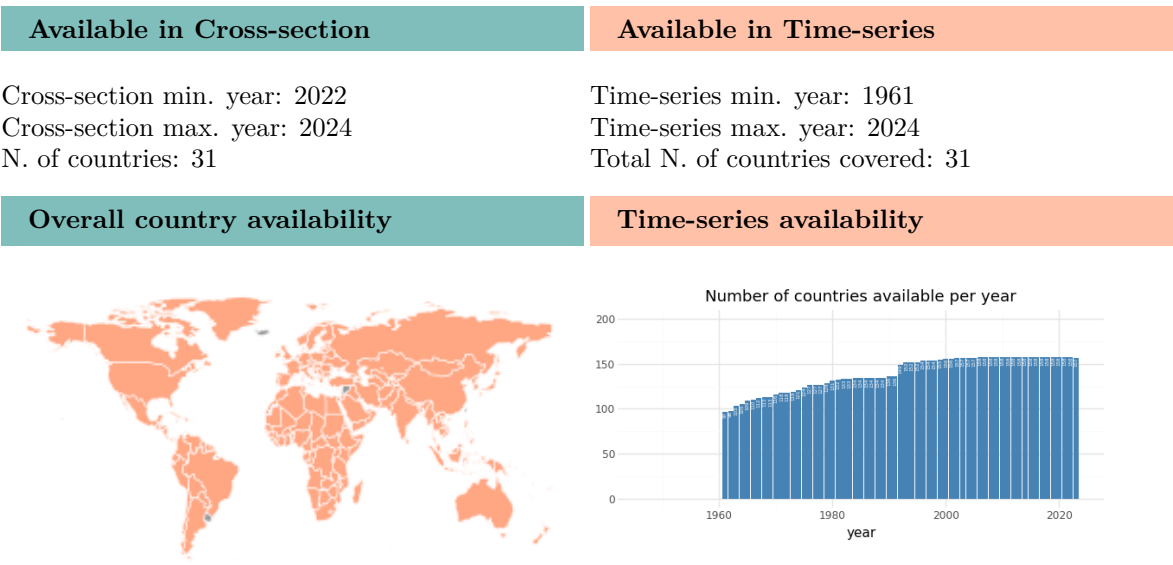 Available in Cross-section
Available in Time-series
Cross-section min. year: 2022
Cross-section max. year: 2024
N. of countries: 31
Time-series min. year: 1961
Time-series max. year: 2024
Total N. of countries covered: 31
Overall country availability
Time-series availability
Number of countries available per year
200
150
100
50
0
1960
1980
2000
2020
year